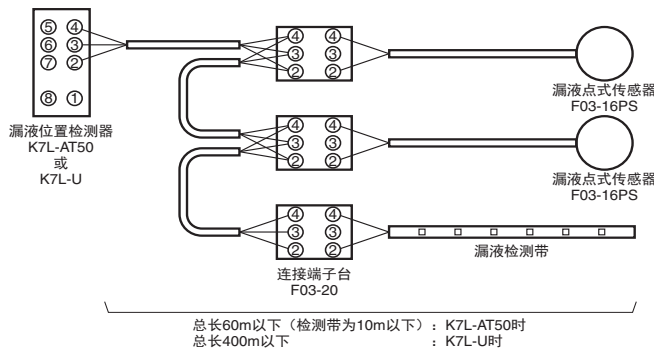 ⑤ ④ ④ ④
⑥ ③ ③ ③
⑦ ② ② ②
⑧ ①
漏液点式传感器
F03-16PS
漏液位置检测器
K7L-AT50
或
K7L-U
④ ④
③ ③
② ②
漏液点式传感器
F03-16PS
④ ④
③ ③
② ②
漏液检测带
连接端子台
F03-20
总长60m以下（检测带为10m以下）：K7L-AT50时
总长400m以下 ：K7L-U时